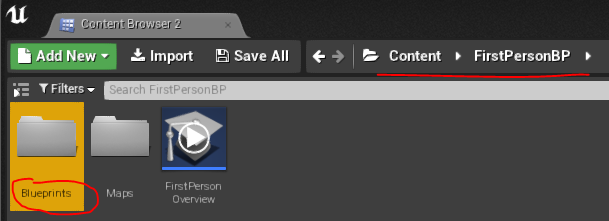 Content Browser 2
Add New Import Save All Content FirstPersonBP
Filters Search FirstPersonBP
Blueprints Maps FirstPerson
Overview